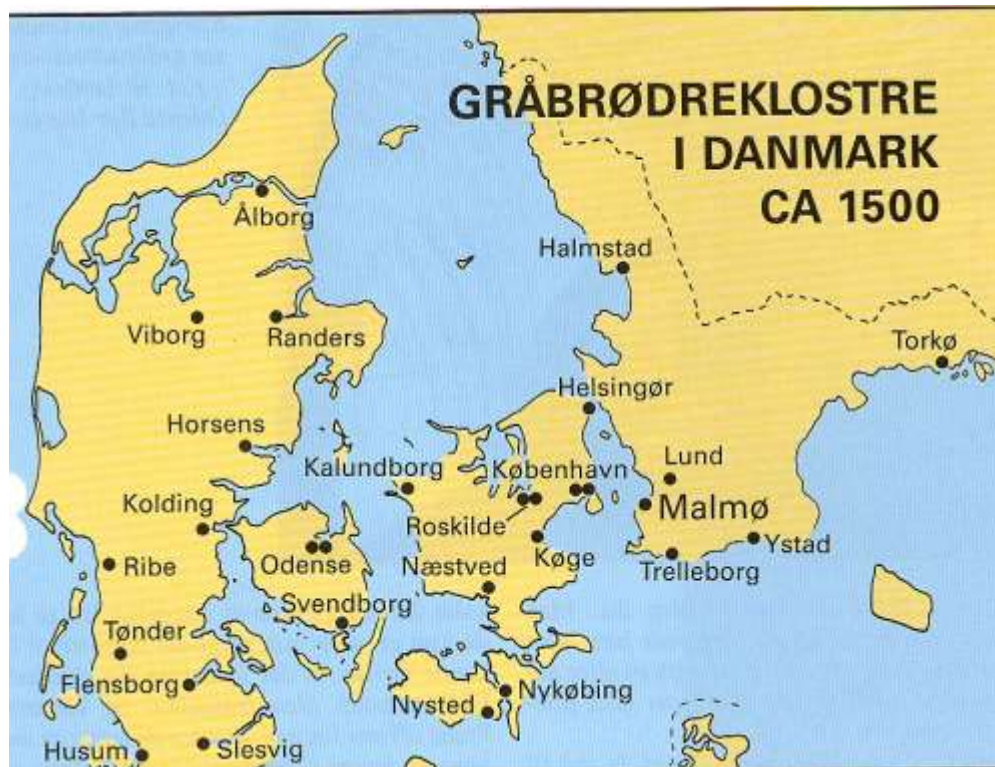 GRÅBRØDREKLOSTRE
I DANMARK
CA 1500
Ålborg
Halmstad
Viborg
Randers
Torkø
Helsingør
Horsens
Kalundborg
København
Lund
Kolding
Roskilde
Malmø
Ribe
Odense
Næstved
Køge
Trelleborg
Ystad
Svendborg
Tønder
Flensborg
Nysted
Nykøbing
Husum
Slesvig